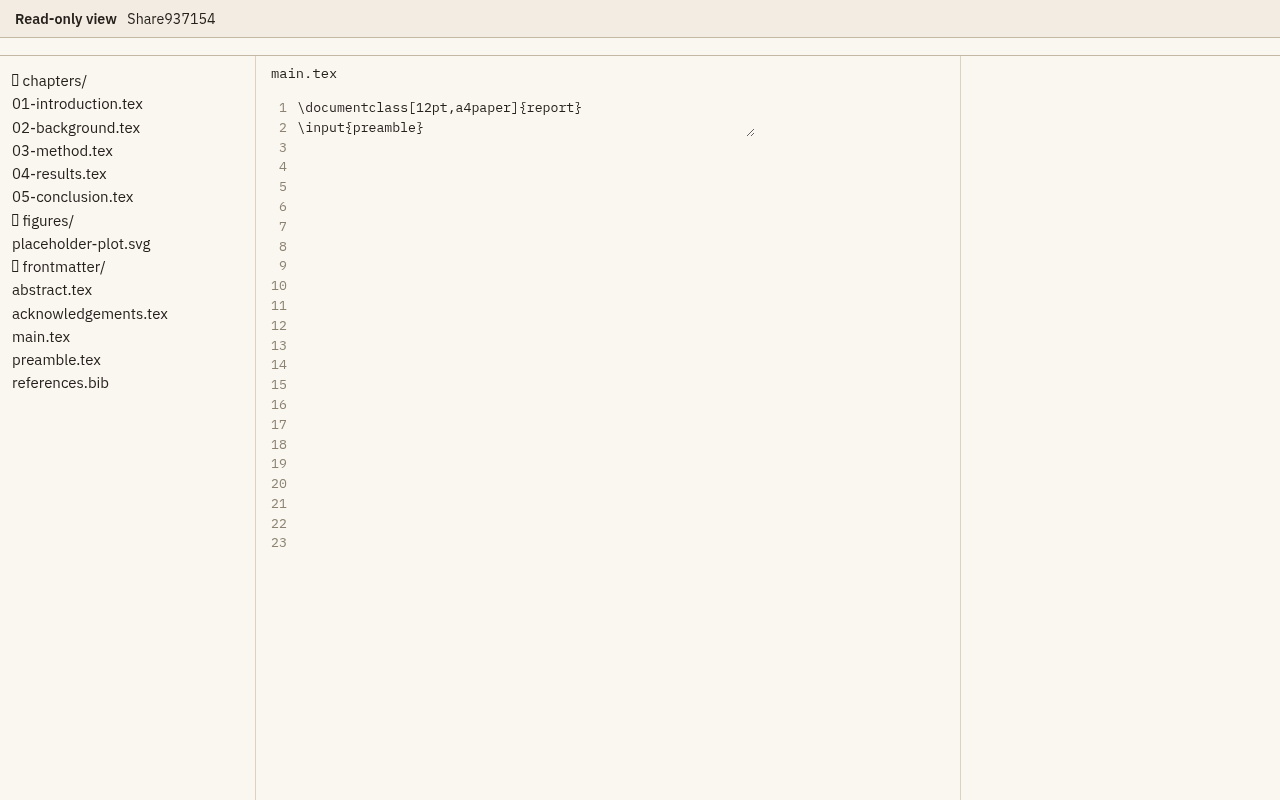 Read-only view Share937154
chapters/
01-introduction.tex
02-background.tex
03-method.tex
04-results.tex
05-conclusion.tex
figures/
placeholder-plot.svg
frontmatter/
abstract.tex
acknowledgements.tex
main.tex
preamble.tex
references.bib
main.tex
1 \documentclass[12pt,a4paper]{report}
2 \input{preamble}
3
4
5
6
7
8
9
10
11
12
13
14
15
16
17
18
19
20
21
22
23